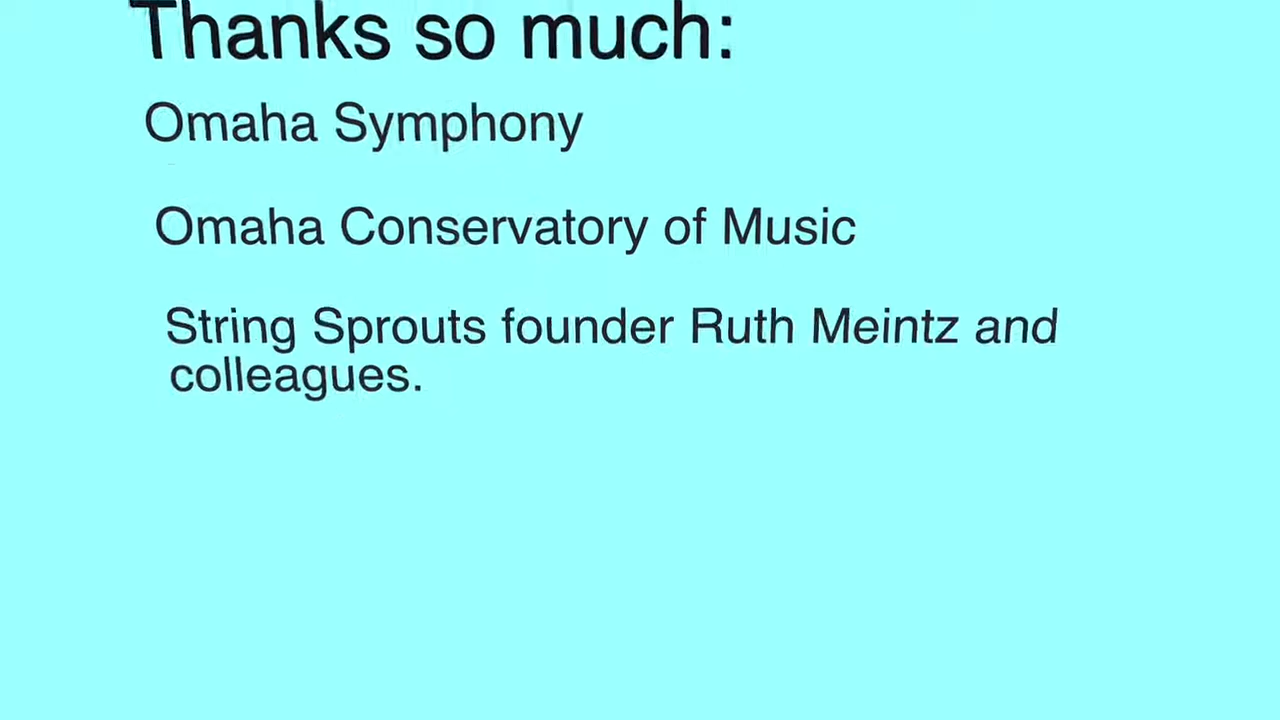 Thanks so much:
Omaha Symphony
Omaha Conservatory of Music
String Sprouts founder Ruth Meintz and
colleagues.